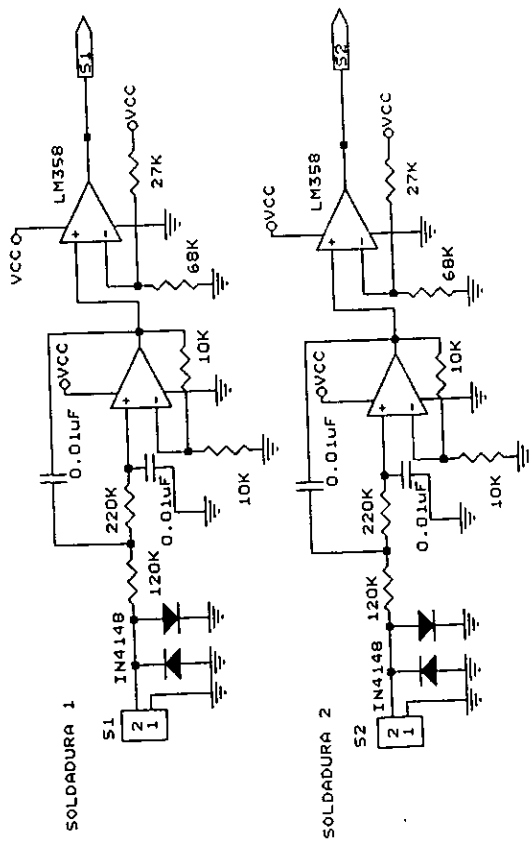 SOLDADURA 1
S1
2
1
IN4148
120K
220K
0.01uF
0.01uF
VCC
+
-
10K
10K
VCC
+
-
LM358
68K
27K
VCC
S1
SOLDADURA 2
S2
2
1
IN4148
120K
220K
0.01uF
0.01uF
VCC
+
-
10K
10K
VCC
+
-
LM358
68K
27K
VCC
S2